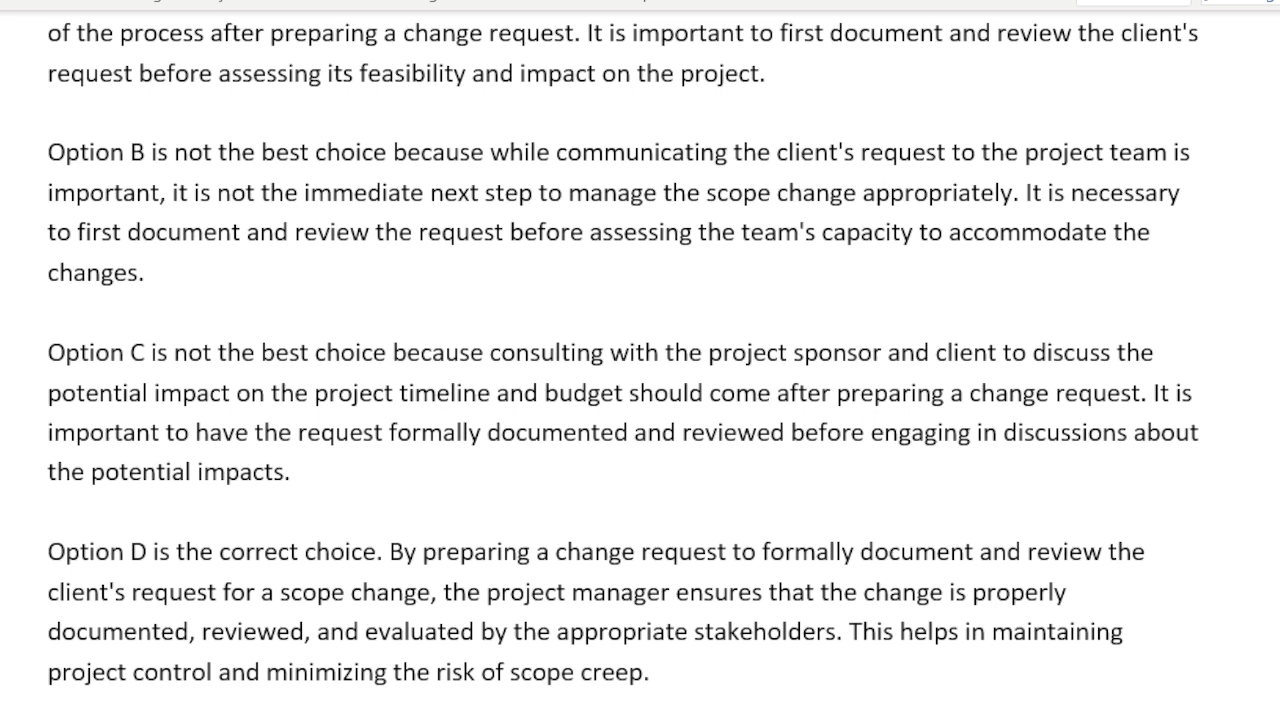 of the process after preparing a change request. It is important to first document and review the client's
request before assessing its feasibility and impact on the project.
Option B is not the best choice because while communicating the client's request to the project team is
important, it is not the immediate next step to manage the scope change appropriately. It is necessary
to first document and review the request before assessing the team's capacity to accommodate the
changes.
Option C is not the best choice because consulting with the project sponsor and client to discuss the
potential impact on the project timeline and budget should come after preparing a change request. It is
important to have the request formally documented and reviewed before engaging in discussions about
the potential impacts.
Option D is the correct choice. By preparing a change request to formally document and review the
client's request for a scope change, the project manager ensures that the change is properly
documented, reviewed, and evaluated by the appropriate stakeholders. This helps in maintaining
project control and minimizing the risk of scope creep.